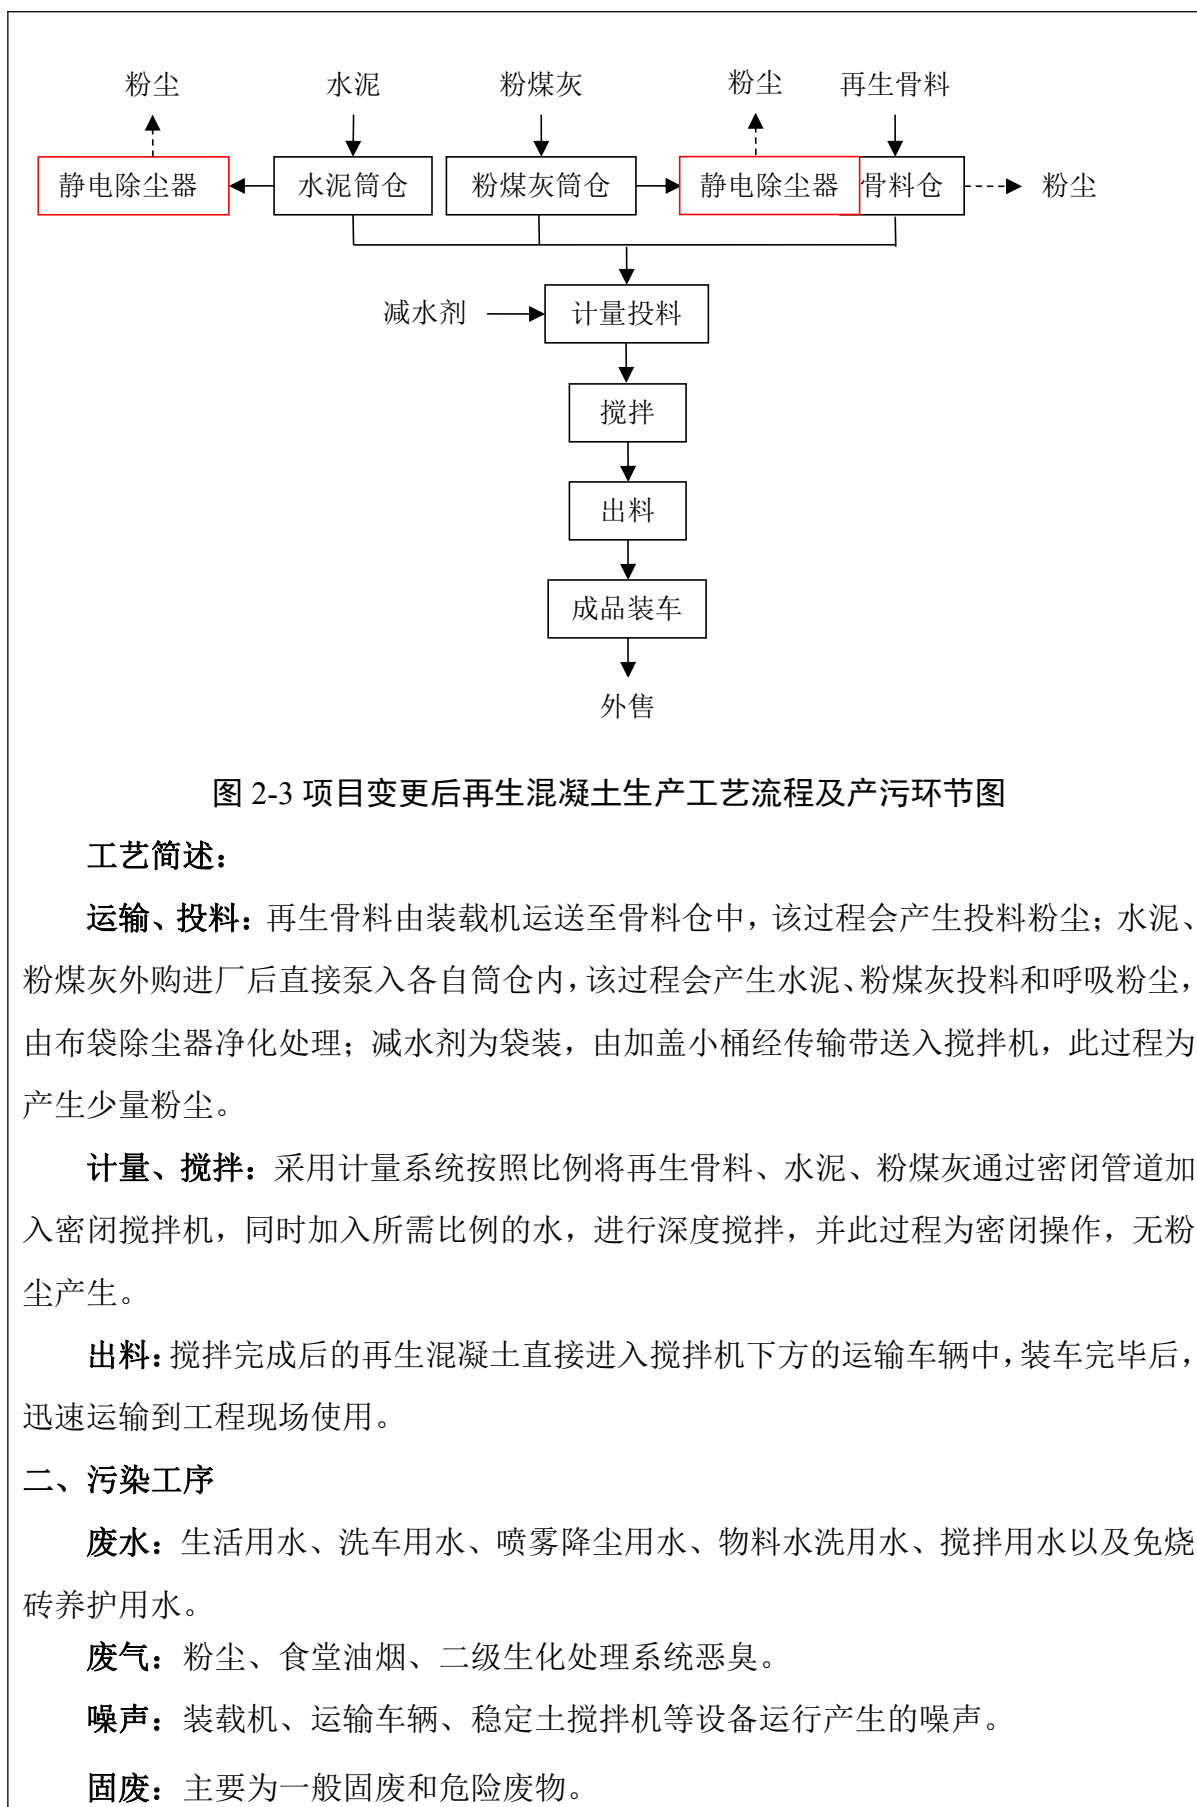 粉尘 水泥 粉煤灰 粉尘 再生骨料
静电除尘器 水泥筒仓 粉煤灰筒仓 静电除尘器 骨料仓 粉尘
减水剂 计量投料
搅拌
出料
成品装车
外售
图 2-3 项目变更后再生混凝土生产工艺流程及产污环节图
工艺简述：
运输、投料：再生骨料由装载机运送至骨料仓中，该过程会产生投料粉尘；水泥、
粉煤灰外购进厂后直接泵入各自筒仓内，该过程会产生水泥、粉煤灰投料和呼吸粉尘，
由布袋除尘器净化处理；减水剂为袋装，由加盖小桶经传输带送入搅拌机，此过程为
产生少量粉尘。
计量、搅拌：采用计量系统按照比例将再生骨料、水泥、粉煤灰通过密闭管道加
入密闭搅拌机，同时加入所需比例的水，进行深度搅拌，并此过程为密闭操作，无粉
尘产生。
出料：搅拌完成后的再生混凝土直接进入搅拌机下方的运输车辆中，装车完毕后，
迅速运输到工程现场使用。
二、污染工序
废水：生活用水、洗车用水、喷雾降尘用水、物料水洗用水、搅拌用水以及免烧
砖养护用水。
废气：粉尘、食堂油烟、二级生化处理系统恶臭。
噪声：装载机、运输车辆、稳定土搅拌机等设备运行产生的噪声。
固废：主要为一般固废和危险废物。